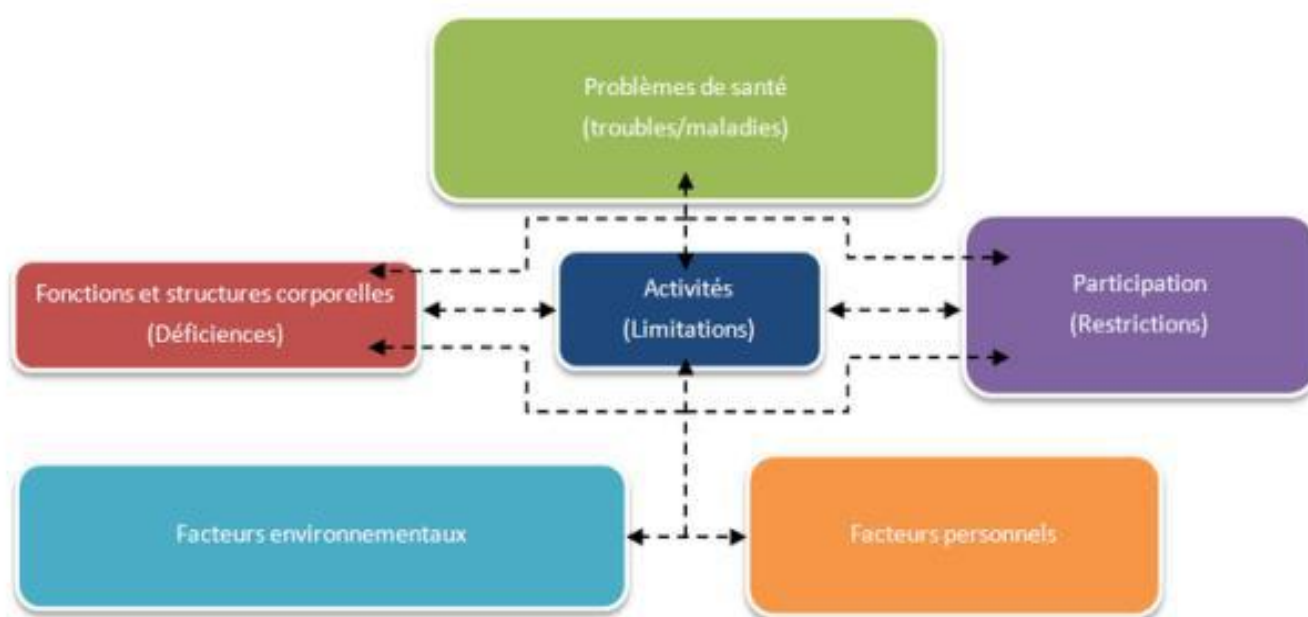 Problèmes de santé
(troubles/maladies)
Fonctions et structures corporelles
(Déficiences)
Activités
(Limitations)
Participation
(Restrictions)
Facteurs environnementaux
Facteurs personnels